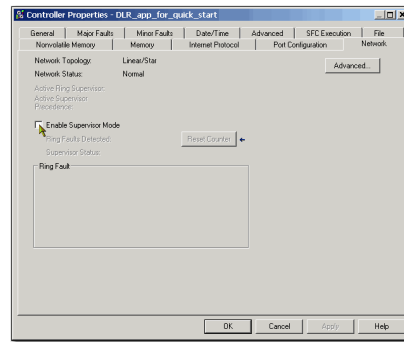 Controller Properties - DLR_app_for_quick_start
General Major Faults Minor Faults Date/Time Advanced SFC Execution File
Nonvolatile Memory Memory Internet Protocol Port Configuration Network
Network Topology: Linear/Star
Advanced...
Network Status: Normal
Active Ring Supervisor:
Active Supervisor
Precedence:
Enable Supervisor Mode
Ring Faults Detected: Reset Counter
Supervisor Status:
Ring Fault
OK Cancel Apply Help